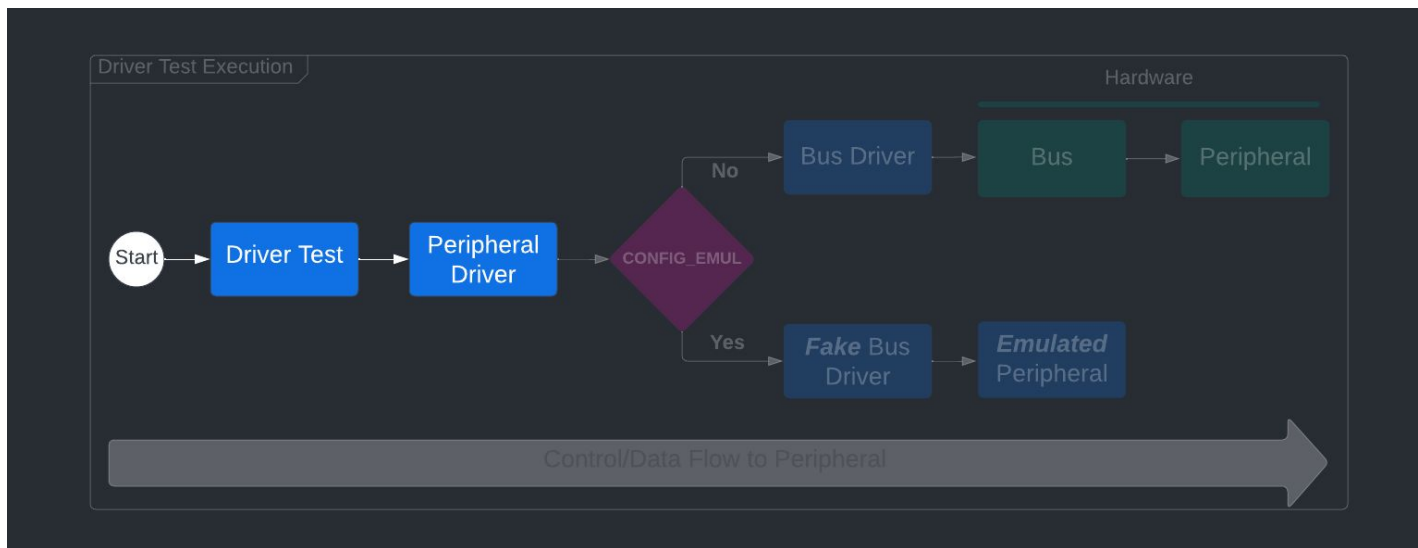 Driver Test Execution
Hardware
Bus Driver
Bus
Peripheral
No
Start
Driver Test
Peripheral
Driver
CONFIG_EMUL
Yes
Fake Bus
Driver
Emulated
Peripheral
Control/Data Flow to Peripheral